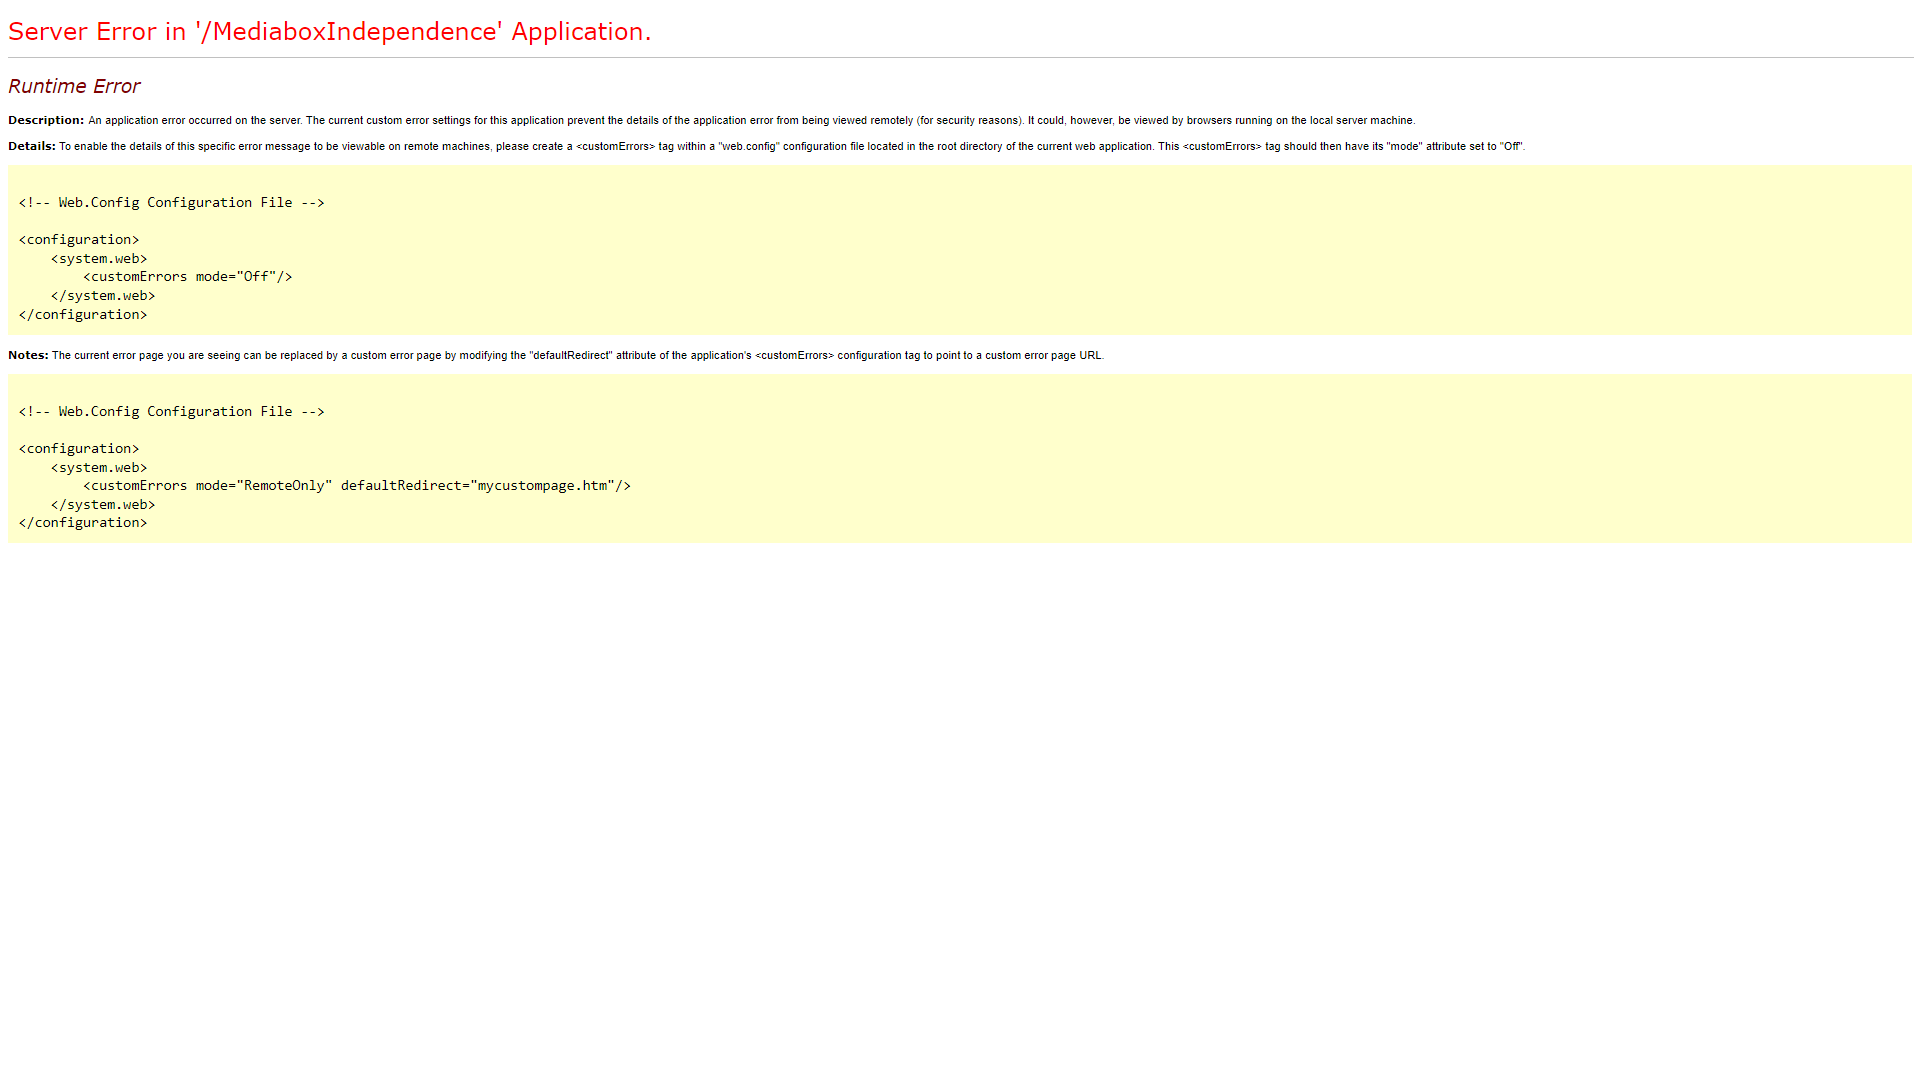 Server Error in '/MediaboxIndependence' Application.
Runtime Error
Description: An application error occurred on the server. The current custom error settings for this application prevent the details of the application error from being viewed remotely (for security reasons). It could, however, be viewed by browsers running on the local server machine.
Details: To enable the details of this specific error message to be viewable on remote machines, please create a <customErrors> tag within a "web.config" configuration file located in the root directory of the current web application. This <customErrors> tag should then have its "mode" attribute set to "Off".
<!-- Web.Config Configuration File -->
<configuration>
    <system.web>
        <customErrors mode="Off"/>
    </system.web>
</configuration>
Notes: The current error page you are seeing can be replaced by a custom error page by modifying the "defaultRedirect" attribute of the application's <customErrors> configuration tag to point to a custom error page URL.
<!-- Web.Config Configuration File -->
<configuration>
    <system.web>
        <customErrors mode="RemoteOnly" defaultRedirect="mycustompage.htm"/>
    </system.web>
</configuration>